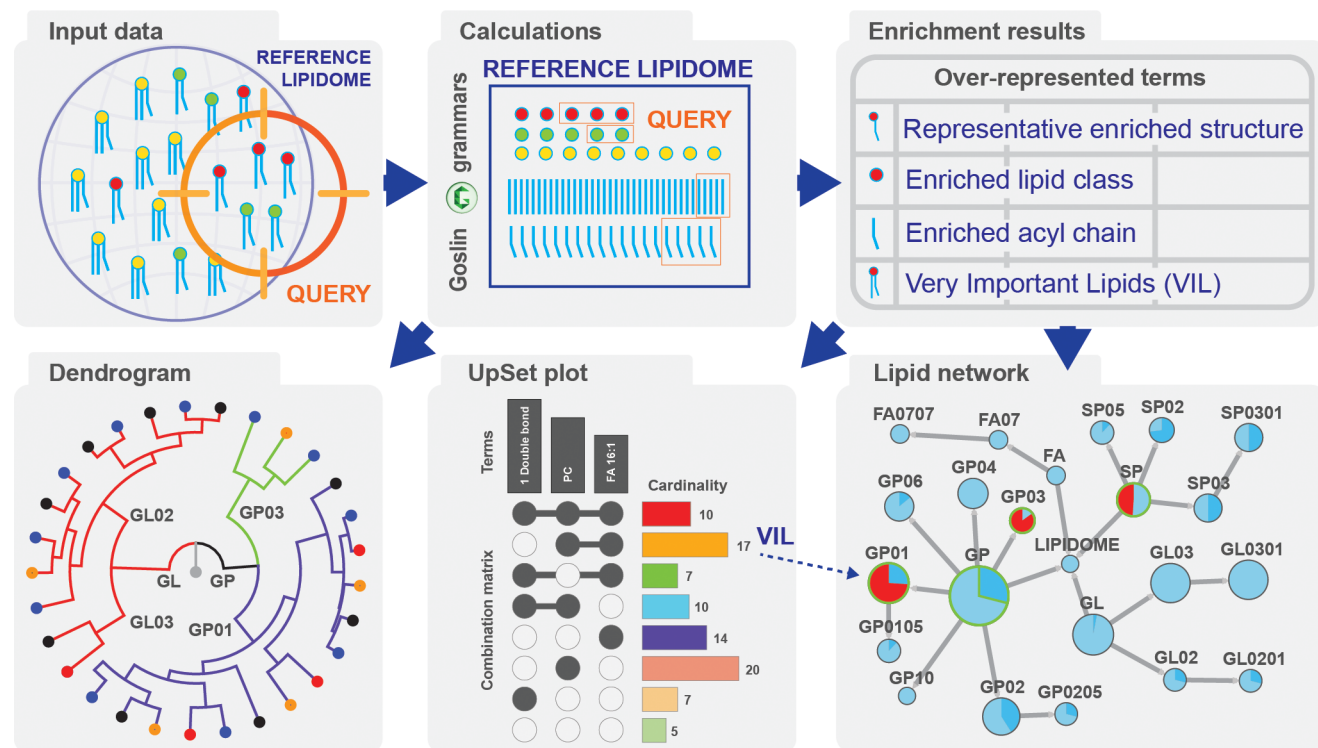 Input data
REFERENCE
LIPIDOME
QUERY
Calculations
REFERENCE LIPIDOME
QUERY
Goslin G grammars
Enrichment results
Over-represented terms
Representative enriched structure
Enriched lipid class
Enriched acyl chain
Very Important Lipids (VIL)
Dendrogram
GL02
GP03
GL
GP
GL03
GP01
UpSet plot
Terms
1 Double bond
PC
FA 16:1
Cardinality
Combination matrix
10
17
VIL
7
10
14
20
7
5
Lipid network
FA0707
FA07
SP05
SP02
SP0301
FA
GP06
GP04
GP03
SP
SP03
GP01
GP
LIPIDOME
GL03
GL0301
GL
GP0105
GP10
GP02
GP0205
GL02
GL0201